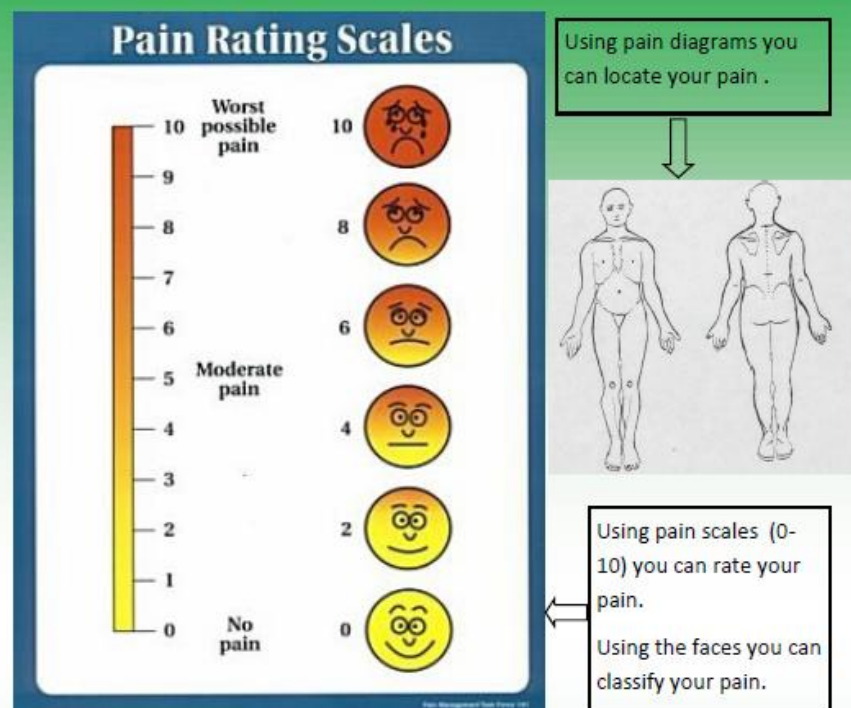 Pain Rating Scales
10
Worst
possible
pain
9
8
7
6
5
Moderate
pain
4
3
2
1
0
No
pain
10
8
6
4
2
0
Using pain diagrams you
can locate your pain .
Using pain scales (0-
10) you can rate your
pain.
Using the faces you can
classify your pain.